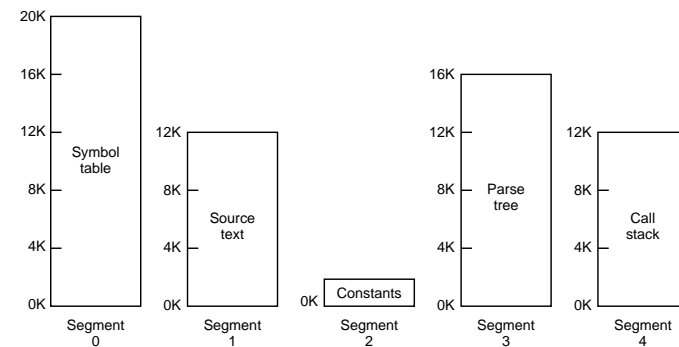 20K
16K
12K
8K
4K
0K
Symbol
table
Segment
0
12K
8K
4K
0K
Source
text
Segment
1
0K
Constants
Segment
2
16K
12K
8K
4K
0K
Parse
tree
Segment
3
12K
8K
4K
0K
Call
stack
Segment
4